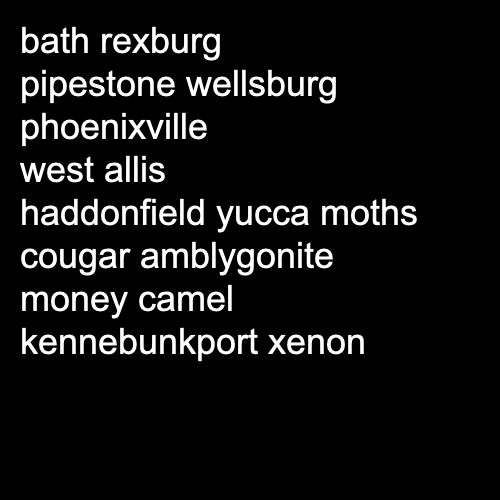 bath rexburg
pipestone wellsburg
phoenixville
west allis
haddonfield yucca moths
cougar amblygonite
money camel
kennebunkport xenon